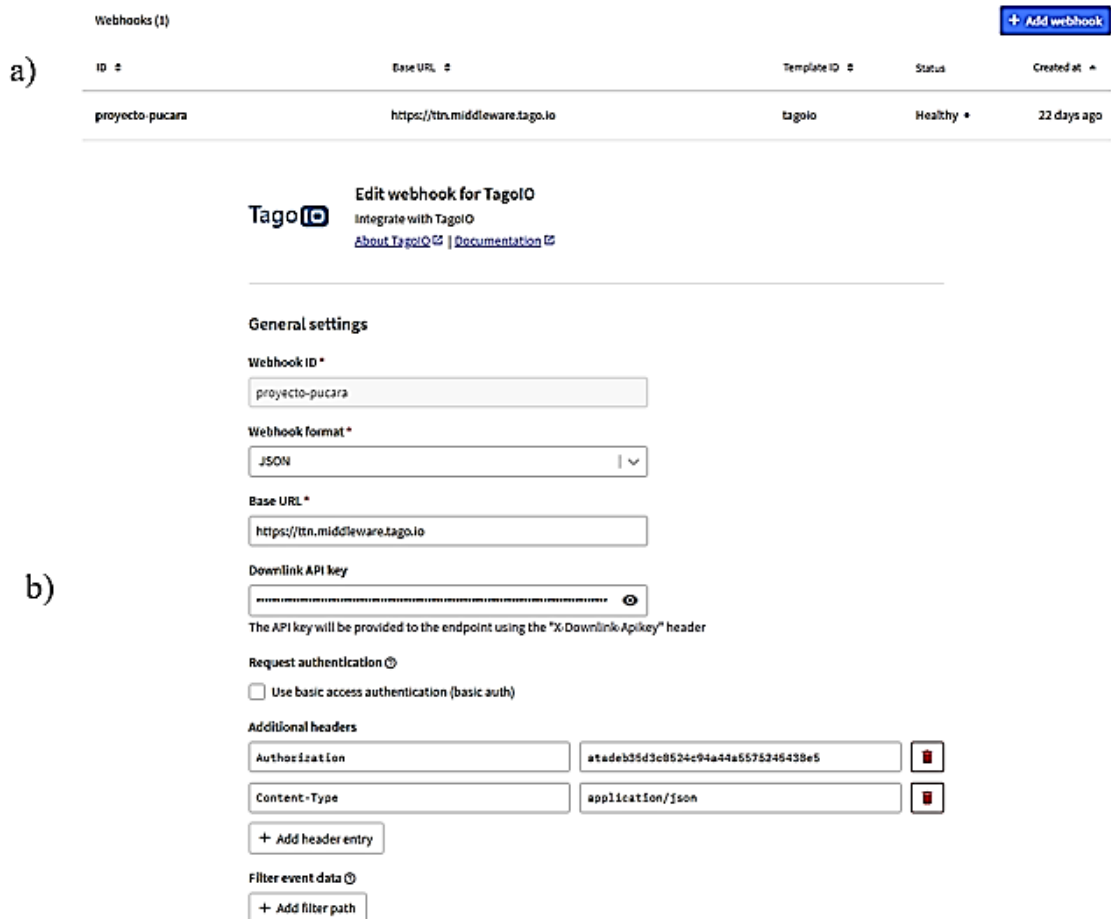 Webhooks (1)
+ Add webhook
a)
ID Base URL Template ID Status Created at
proyecto-pucara https://ttn.middleware.tago.io tagoio Healthy 22 days ago
TagoIO
Edit webhook for TagoIO
Integrate with TagoIO
About TagoIO | Documentation
General settings
Webhook ID*
proyecto-pucara
Webhook format*
JSON
Base URL*
https://ttn.middleware.tago.io
b)
Downlink API key
The API key will be provided to the endpoint using the "X-Downlink-Apikey" header
Request authentication
Use basic access authentication (basic auth)
Additional headers
Authorization
Content-Type application/json
+ Add header entry
Filter event data
+ Add filter path